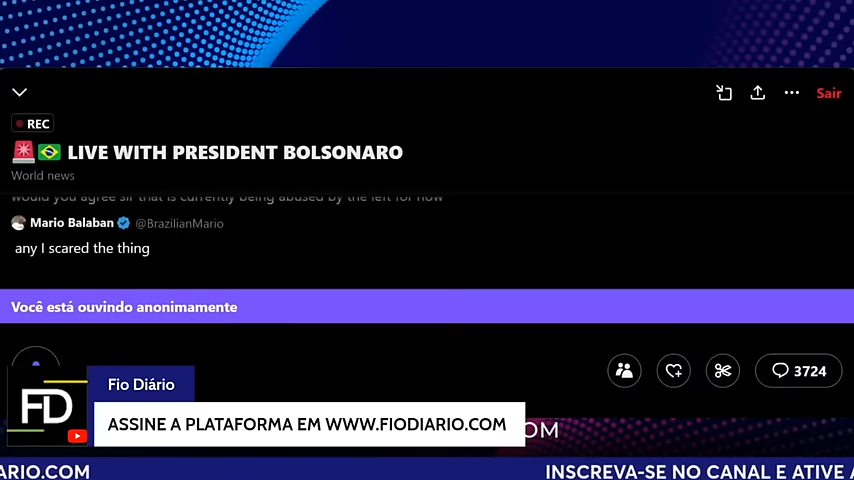 Sair
REC
LIVE WITH PRESIDENT BOLSONARO
World news
would you agree sir that is currently being abused by the left for now
Mario Balaban @BrazilianMario
any I scared the thing
Você está ouvindo anonimamente
3724
Fio Diário
FD
ASSINE A PLATAFORMA EM WWW.FIODIARIO.COM
OM
ARIO.COM
INSCREVA-SE NO CANAL E ATIVE A